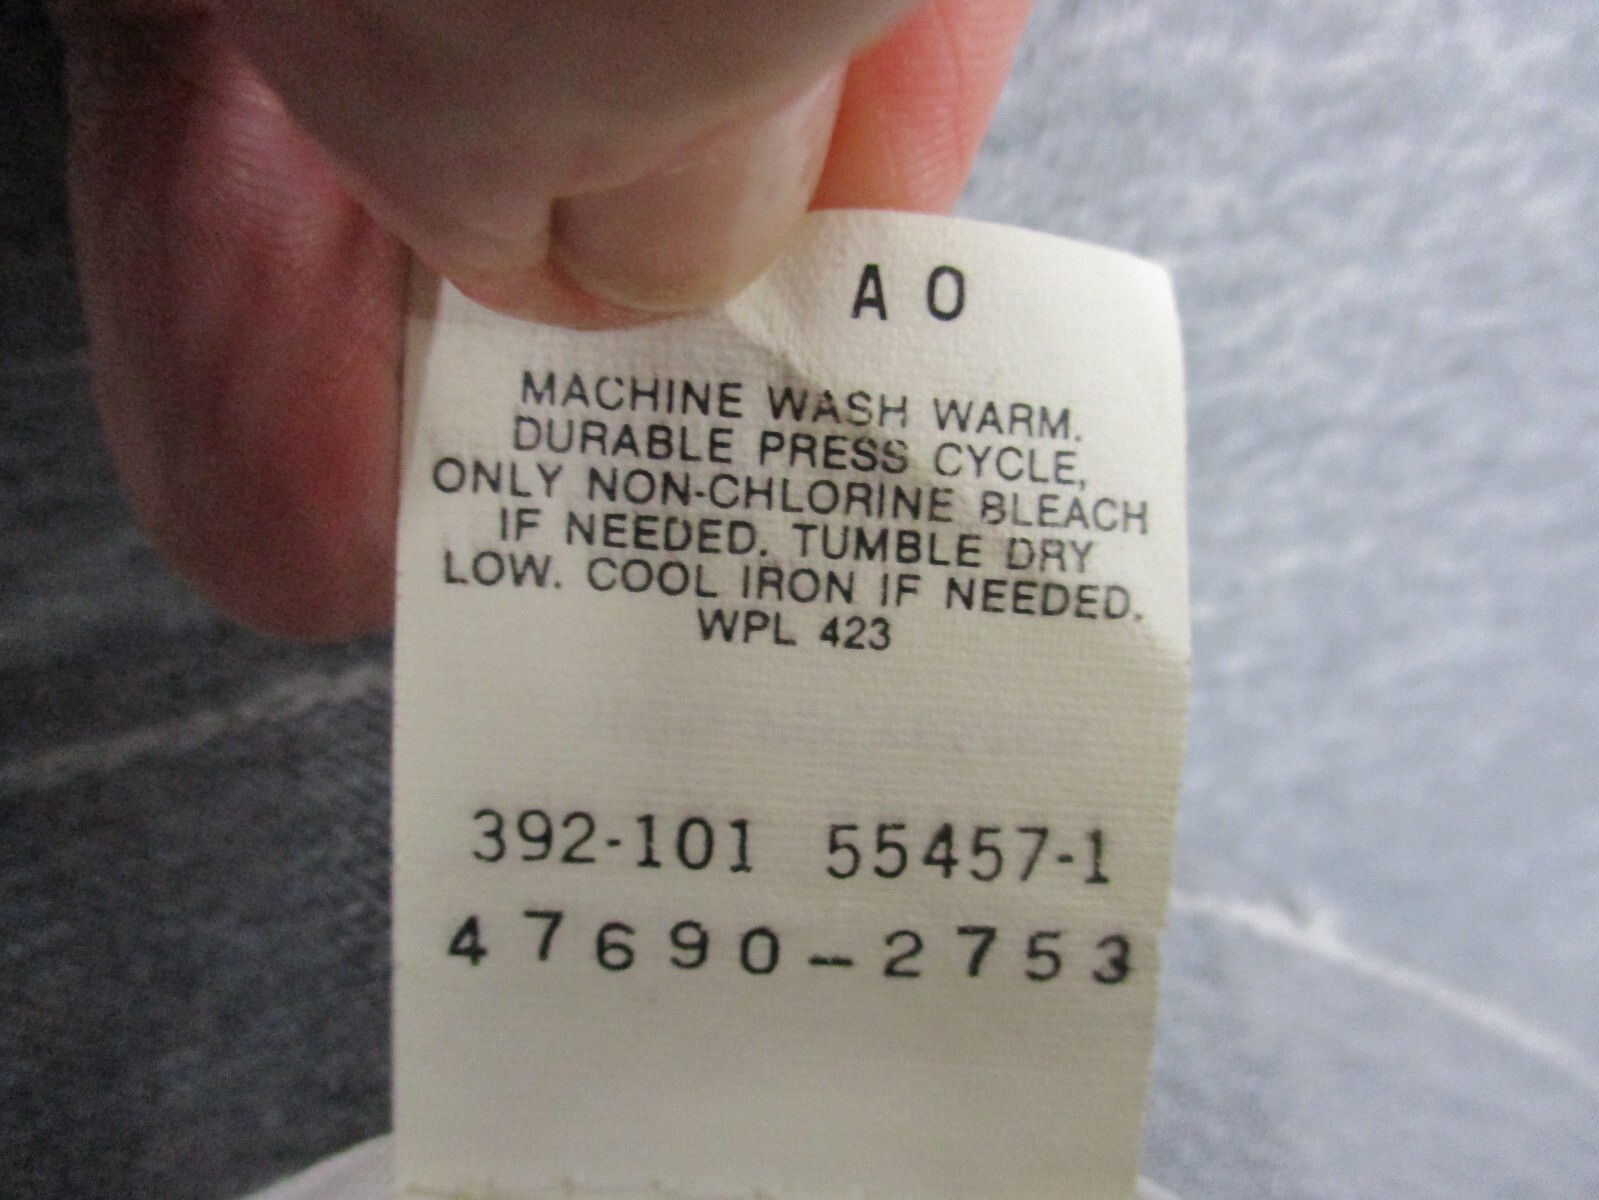 A 0
MACHINE WASH WARM.
DURABLE PRESS CYCLE,
ONLY NON-CHLORINE BLEACH
IF NEEDED. TUMBLE DRY
LOW. COOL IRON IF NEEDED.
WPL 423
392-101 55457-1
47690-2753